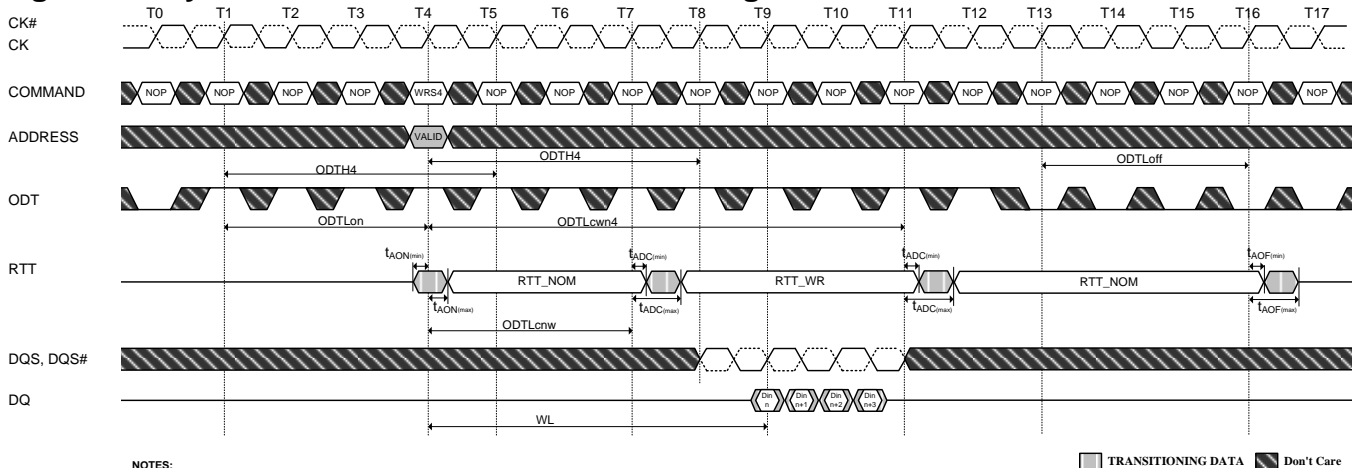 T0 T1 T2 T3 T4 T5 T6 T7 T8 T9 T10 T11 T12 T13 T14 T15 T16 T17
CK#
CK
COMMAND NOP NOP NOP NOP WRS4 NOP NOP NOP NOP NOP NOP NOP NOP NOP NOP NOP NOP NOP
ADDRESS VALID
ODTH4 ODTLoff
ODTH4
ODT
ODTLon ODTLcwn4
tAON(min) tADC(min) tADC(min) tAOF(min)
RTT RTT_NOM RTT_WR RTT_NOM
tAON(max) tADC(max) tADC(max) tAOF(max)
ODTLcnw
DQS, DQS#
DQ Din n Din n+1 Din n+2 Din n+3
WL
NOTES: TRANSITIONING DATA Don't Care